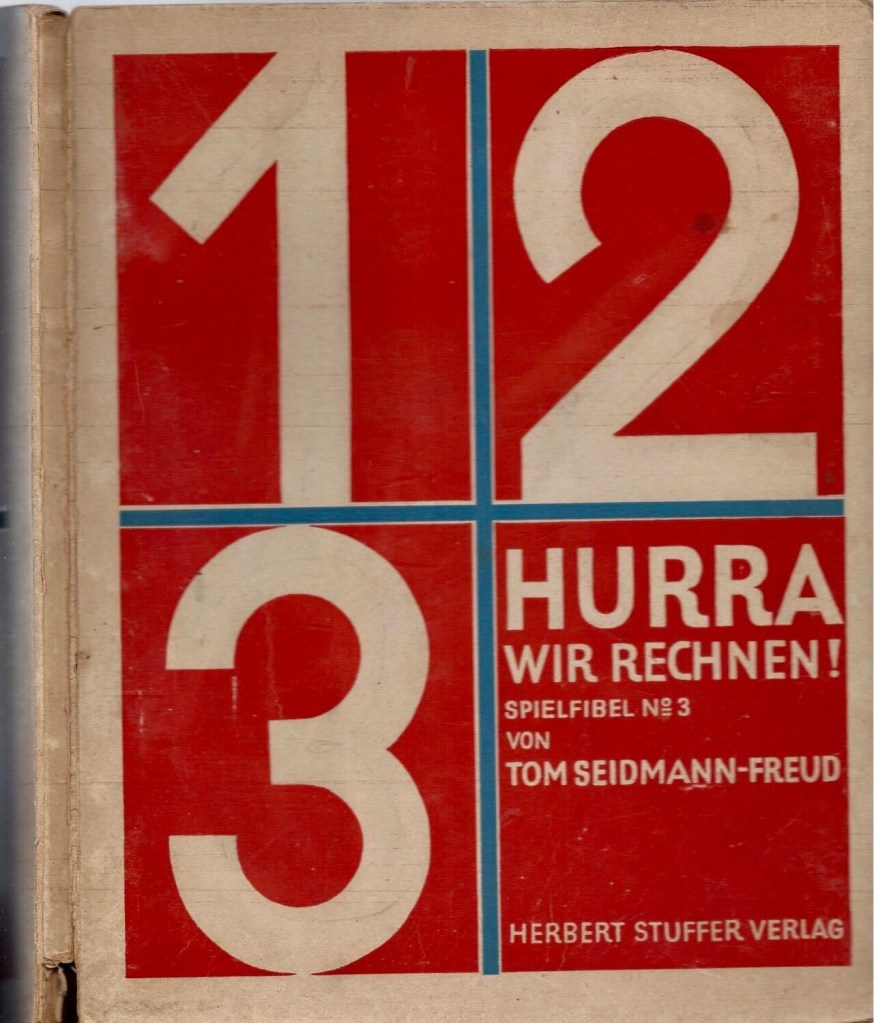 1 2
3
HURRA
WIR RECHNEN!
SPIELFIBEL Nº 3
VON
TOM SEIDMANN-FREUD
HERBERT STUFFER VERLAG